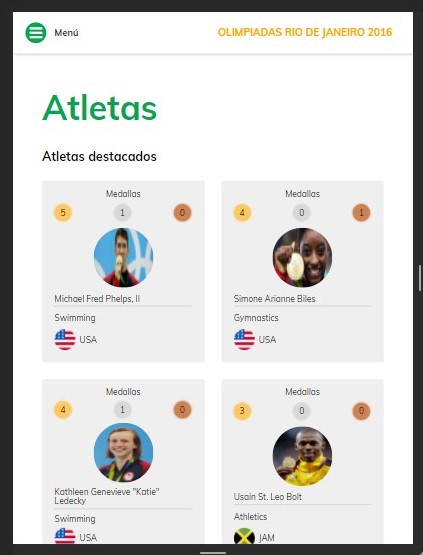 Menú
OLIMPIADAS RIO DE JANEIRO 2016
Atletas
Atletas destacados
Medallas
5 1 0
Michael Fred Phelps, II
Swimming
USA
Medallas
4 0 1
Simone Arianne Biles
Gymnastics
USA
Medallas
4 1 0
Kathleen Genevieve "Katie"
Ledecky
Swimming
USA
Medallas
3 0 0
Usain St. Leo Bolt
Athletics
JAM